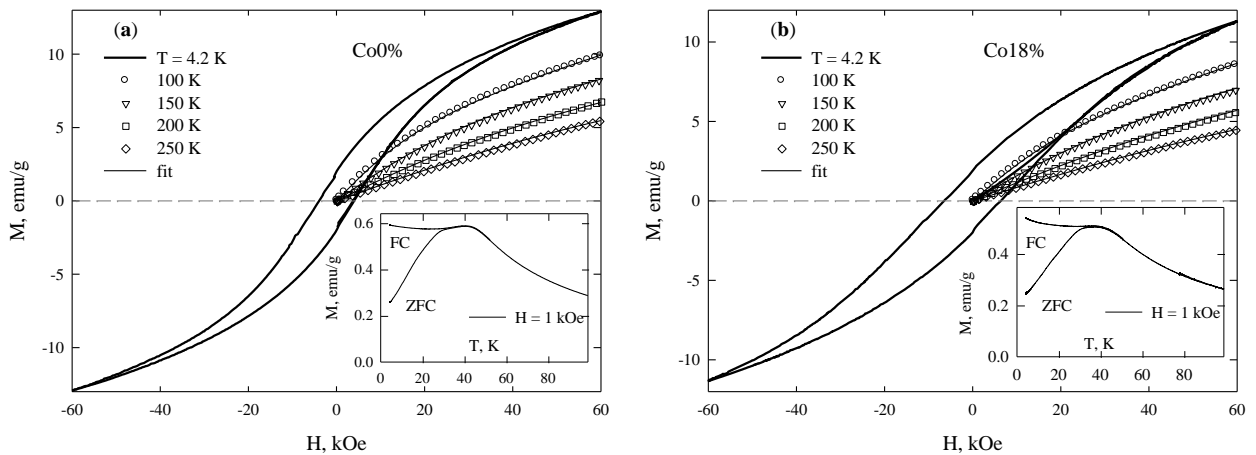 (a)
Co0%
T = 4.2 K
100 K
150 K
200 K
250 K
fit
10
5
0
-5
-10
M, emu/g
-60
-40
-20
0
20
40
60
H, kOe
0.6
0.4
0.2
0.0
M, emu/g
FC
ZFC
H = 1 kOe
T, K
0
20
40
60
80
(b)
Co18%
T = 4.2 K
100 K
150 K
200 K
250 K
fit
10
5
0
-5
-10
M, emu/g
-60
-40
-20
0
20
40
60
H, kOe
0.4
0.2
0.0
M, emu/g
FC
ZFC
H = 1 kOe
T, K
0
20
40
60
80